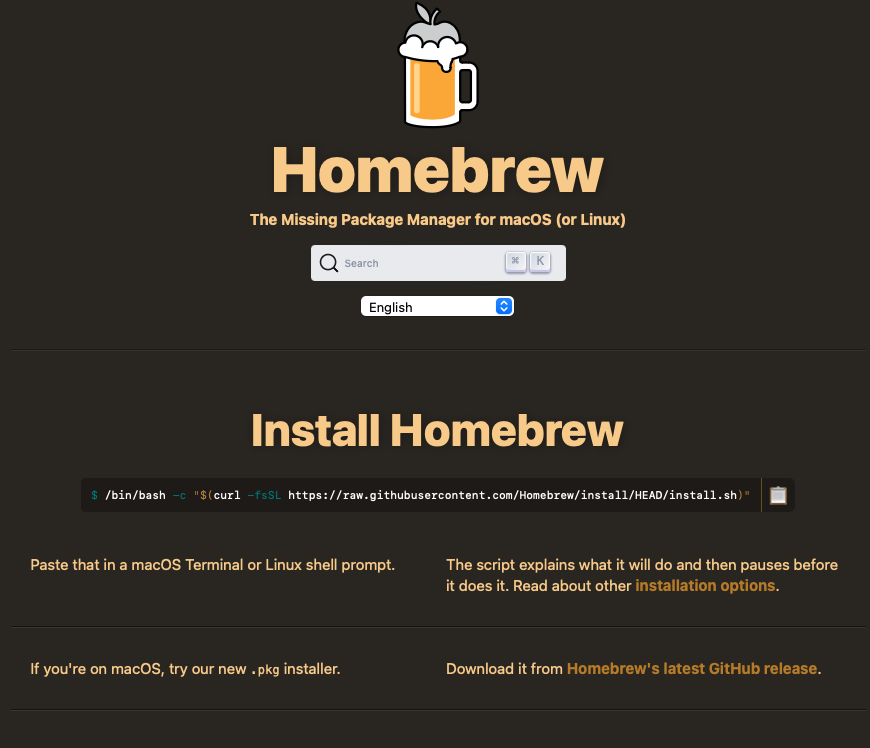 Homebrew
The Missing Package Manager for macOS (or Linux)
Search ⌘ K
English
Install Homebrew
$ /bin/bash -c "$(curl -fsSL https://raw.githubusercontent.com/Homebrew/install/HEAD/install.sh)"
Paste that in a macOS Terminal or Linux shell prompt.
The script explains what it will do and then pauses before
it does it. Read about other installation options.
If you're on macOS, try our new .pkg installer.
Download it from Homebrew's latest GitHub release.